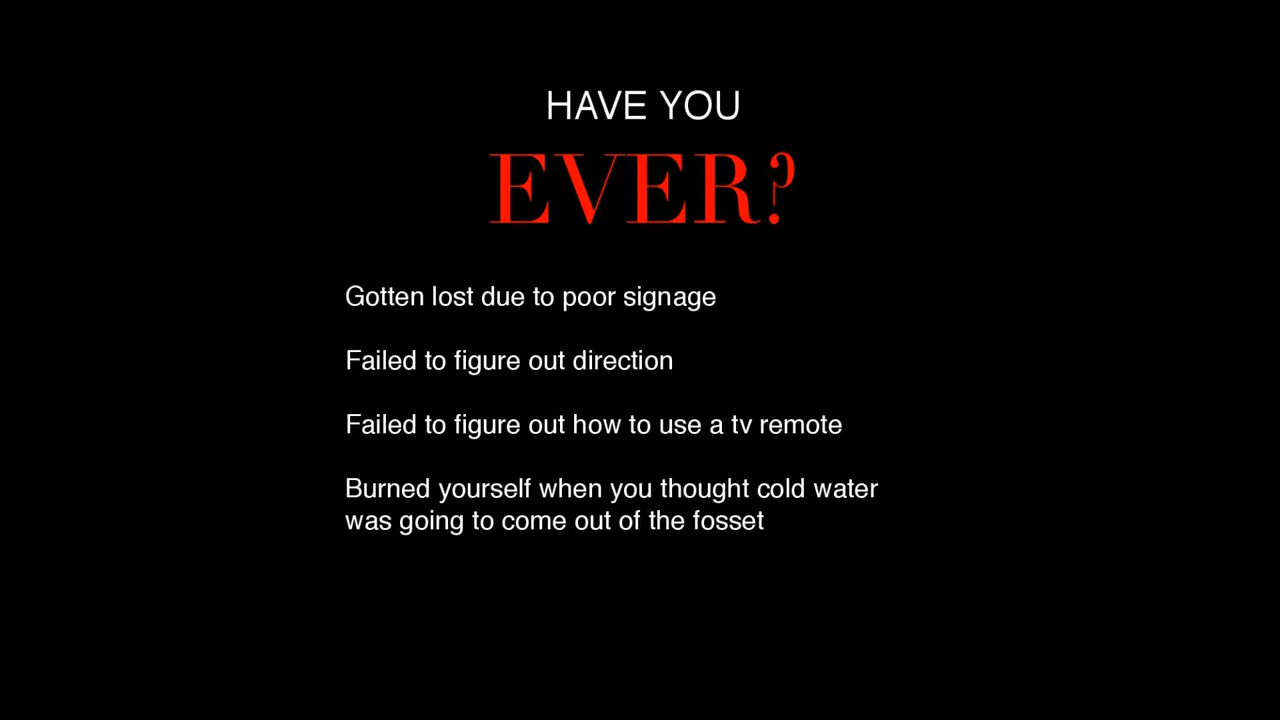 HAVE YOU
EVER?
Gotten lost due to poor signage
Failed to figure out direction
Failed to figure out how to use a tv remote
Burned yourself when you thought cold water
was going to come out of the fosset